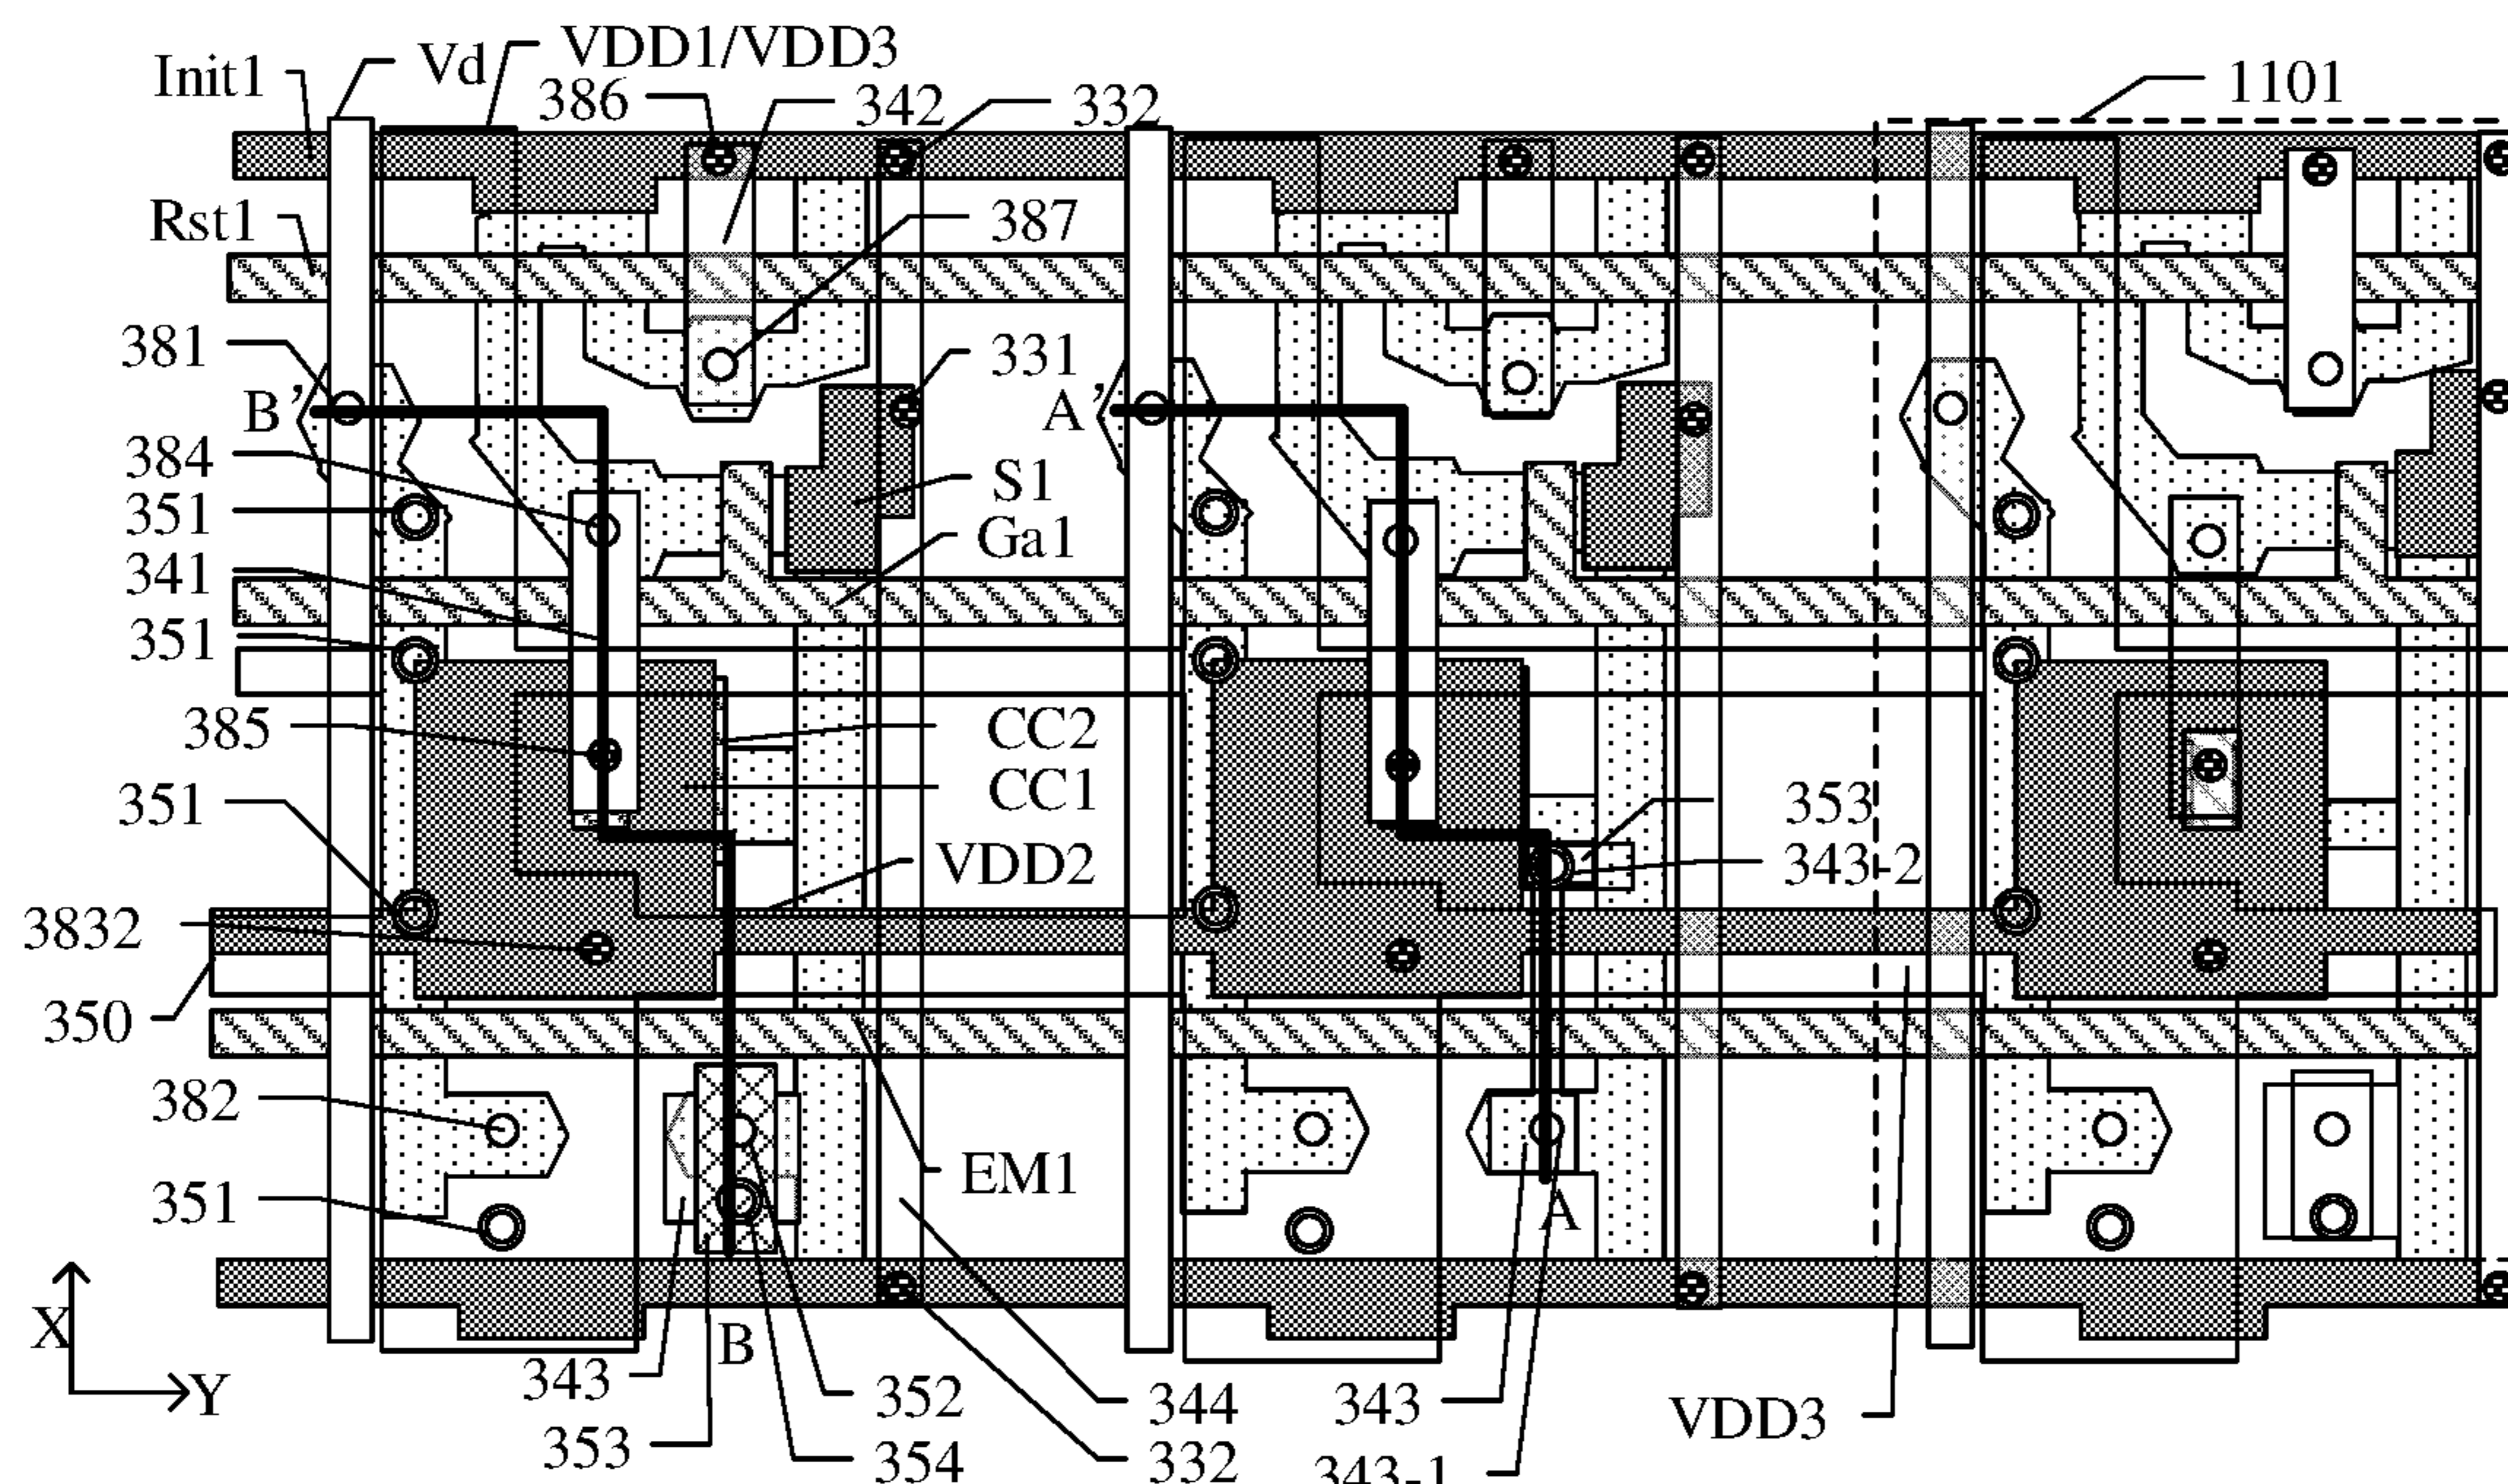 VDD1/VDD3
Vd
Init1
386
342
332
1101
Rst1
387
381
331
B’
A’
384
S1
351
Ga1
341
351
385
CC2
CC1
353
351
VDD2
343-2
3832
350
382
EM1
351
A
X
B
Y
343
352
344
343
VDD3
353
354
332
343-1